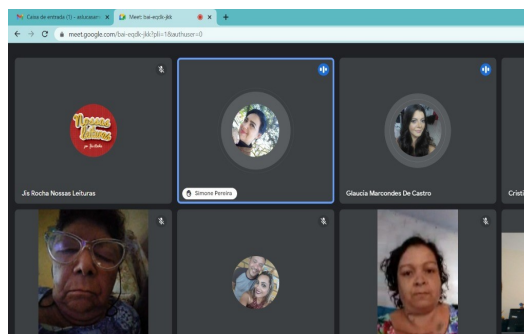 Caixa de entrada (1) - educaser
Meet: bai-eqdk-jkk
meet.google.com/bai-eqdk-jkk?pli=1&authuser=0
Nossas
leituras
Jis Rocha Nossas Leituras
Simone Pereira
Glaucia Marcondes De Castro
Cristi